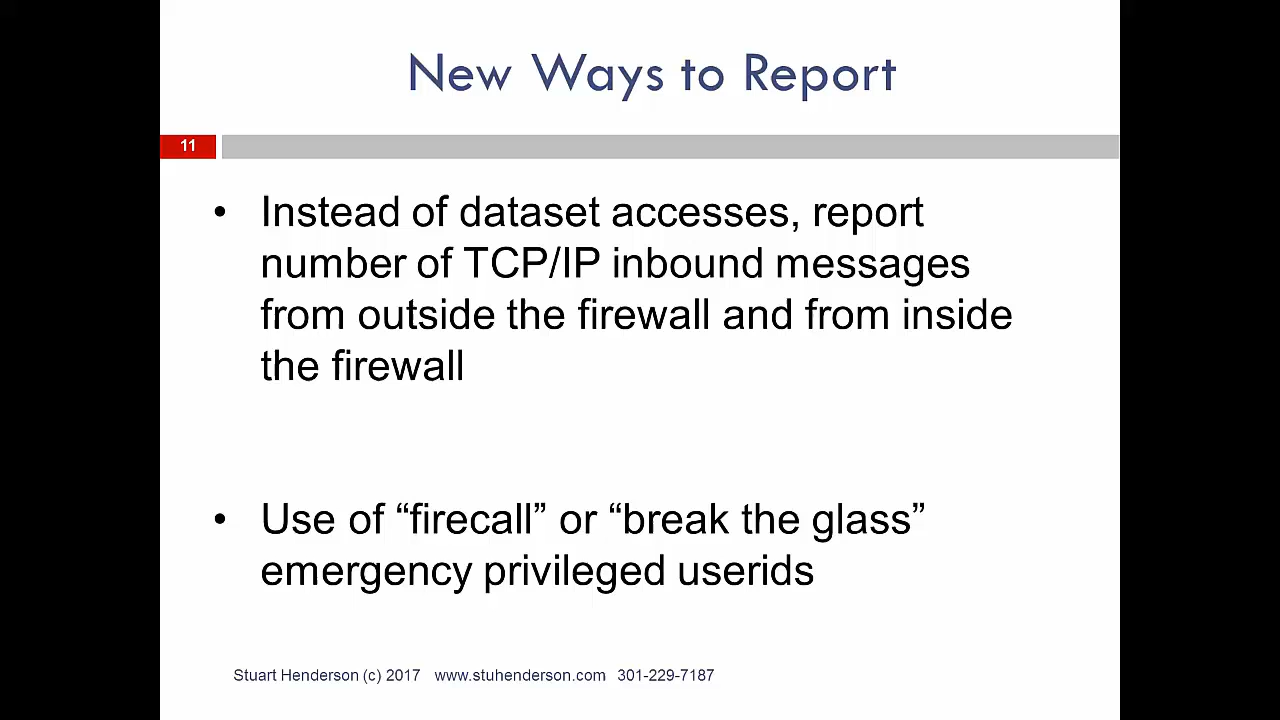 New Ways to Report
11
• Instead of dataset accesses, report
number of TCP/IP inbound messages
from outside the firewall and from inside
the firewall
• Use of “firecall” or “break the glass”
emergency privileged userids
Stuart Henderson (c) 2017 www.stuhenderson.com 301-229-7187